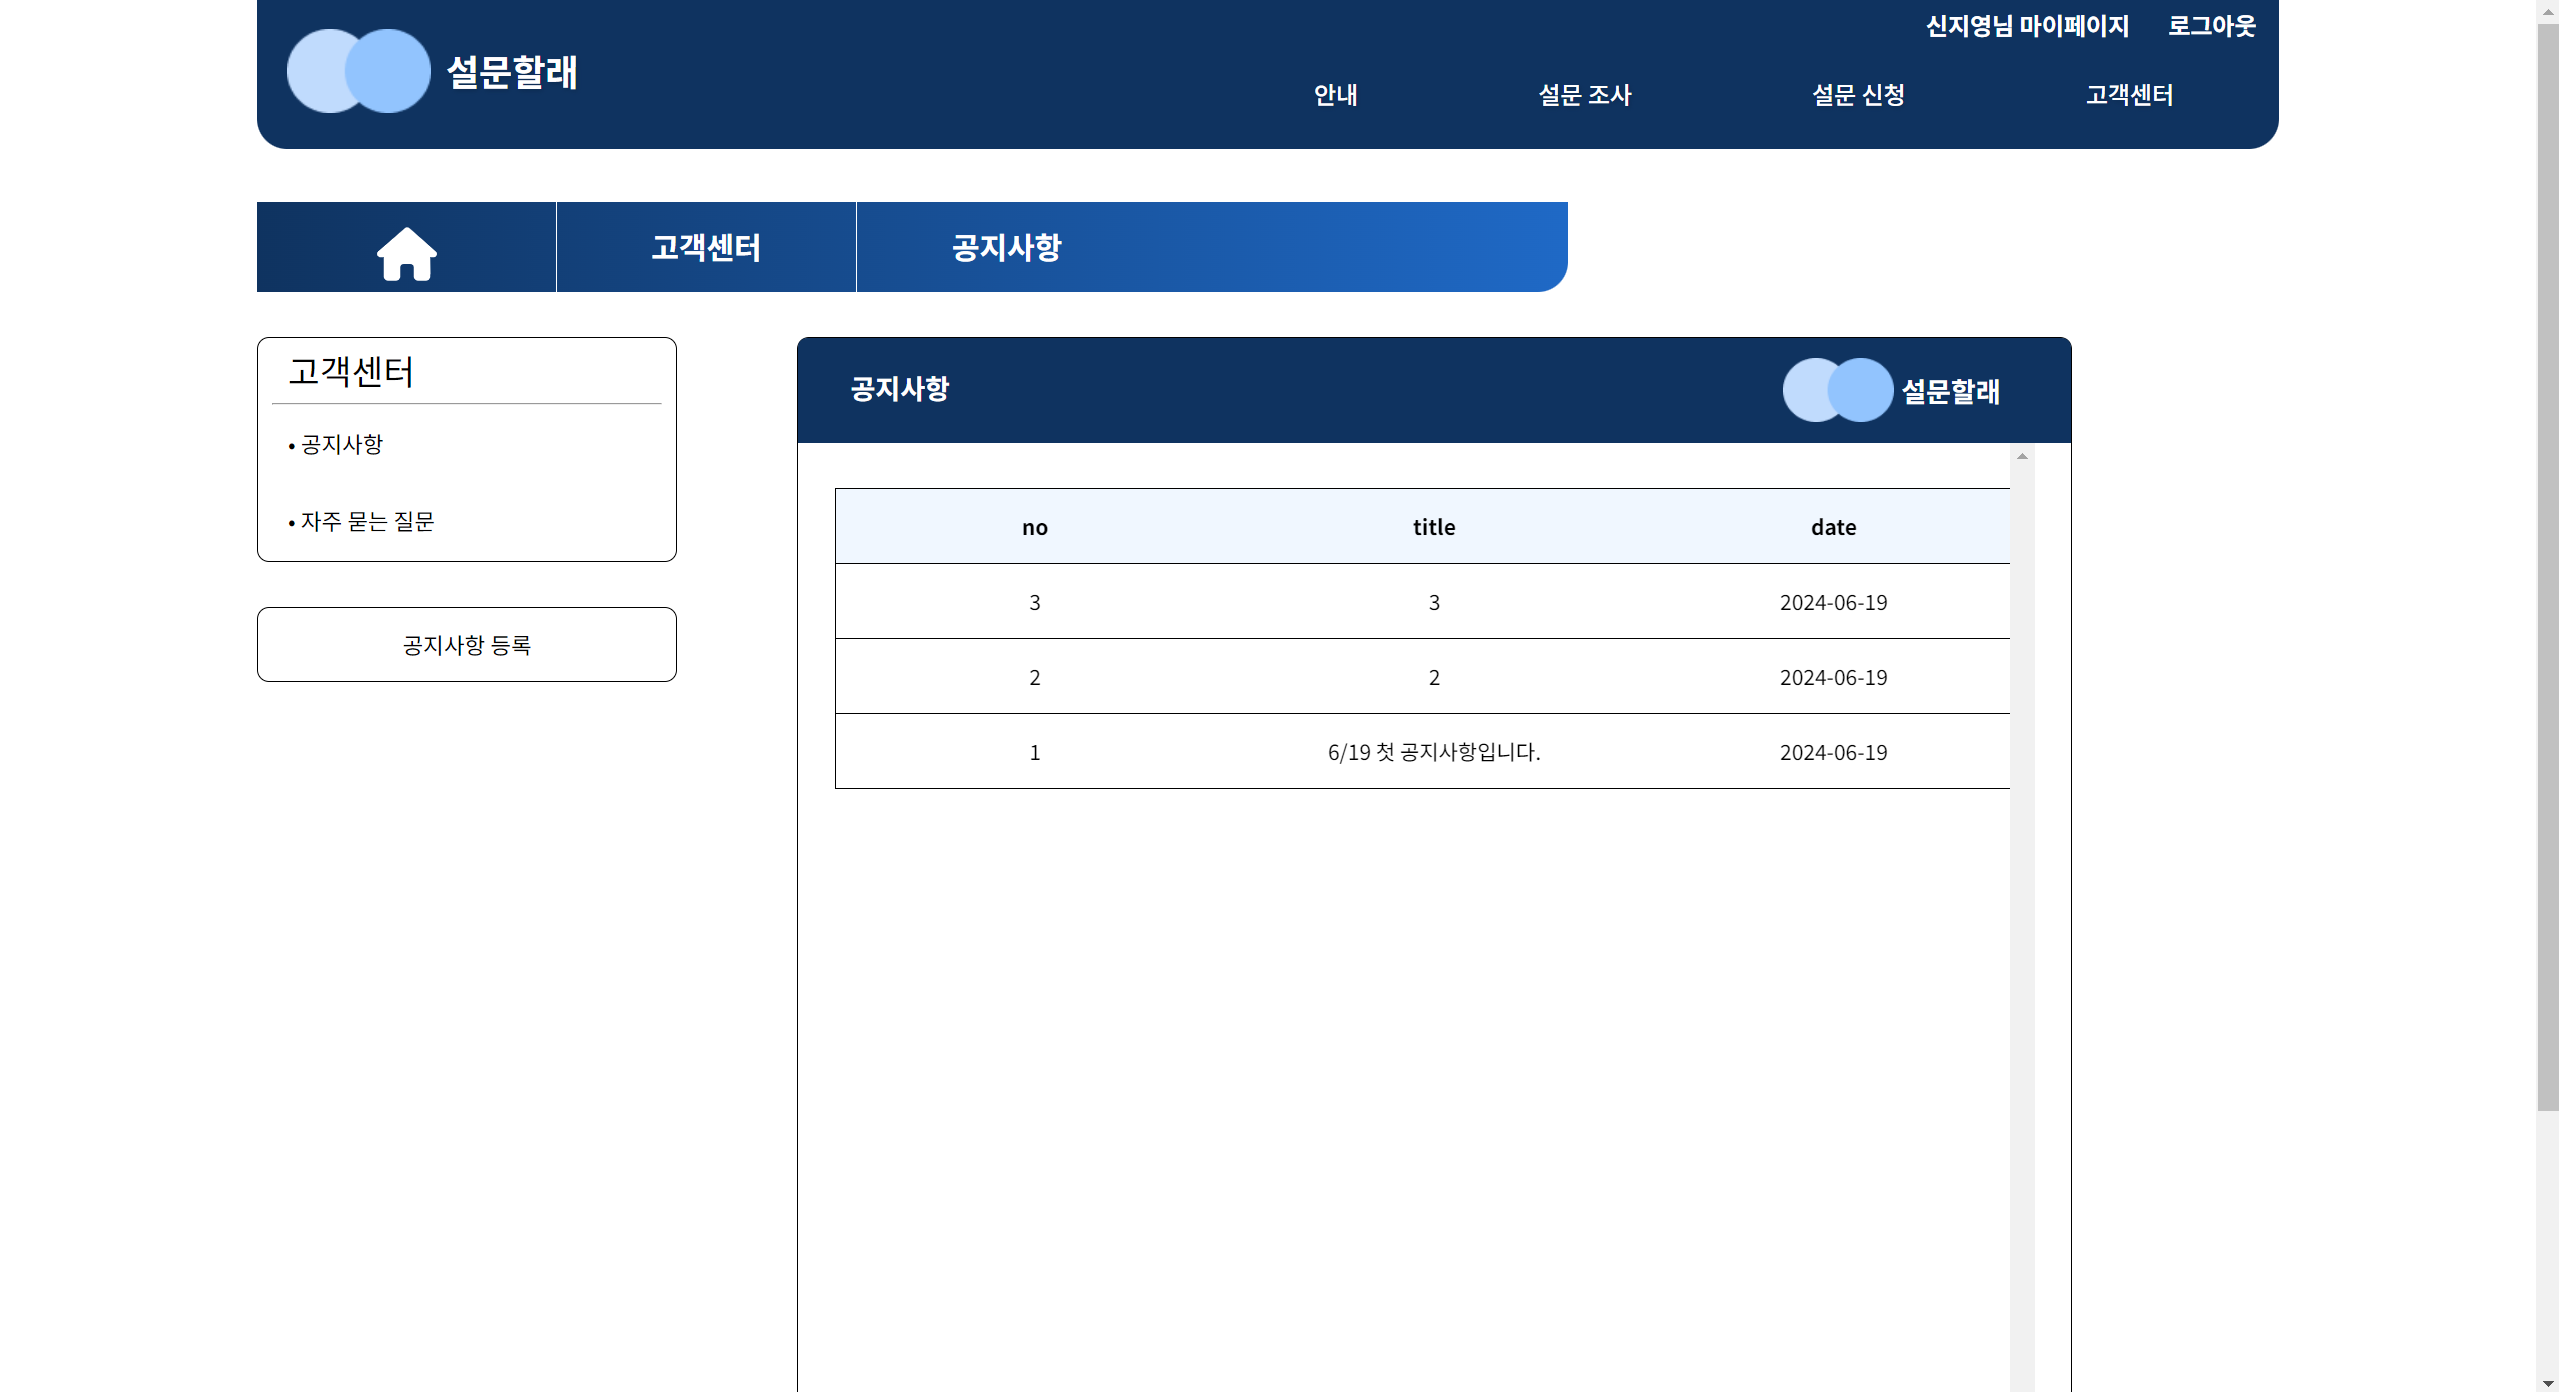 신지영님 마이페이지 로그아웃
설문할래
안내 설문 조사 설문 신청 고객센터
고객센터 공지사항
고객센터
• 공지사항
• 자주 묻는 질문
공지사항 등록
공지사항 설문할래
no title date
3 3 2024-06-19
2 2 2024-06-19
1 6/19 첫 공지사항입니다. 2024-06-19